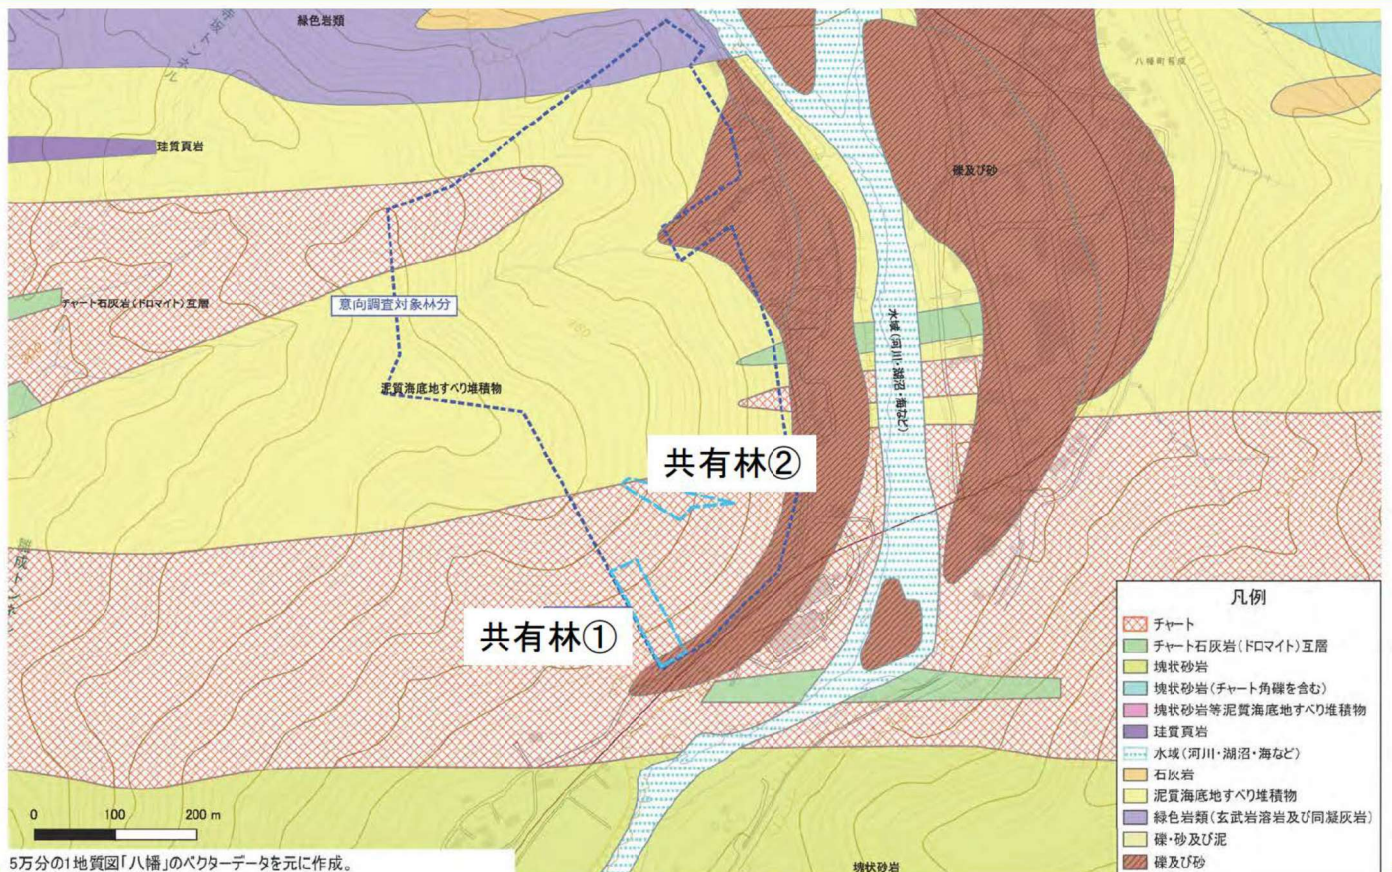 緑色岩類
八幡町有成
珪質頁岩
礫及び砂
チャート石灰岩(ドロマイト)互層
意向調査対象林分
水域(河川・湖沼・海など)
泥質海底地すべり堆積物
共有林②
共有林①
凡例
チャート
チャート石灰岩(ドロマイト)互層
塊状砂岩
塊状砂岩(チャート角礫を含む)
塊状砂岩等泥質海底地すべり堆積物
珪質頁岩
水域(河川・湖沼・海など)
石灰岩
泥質海底地すべり堆積物
緑色岩類(玄武岩溶岩及び同凝灰岩)
礫・砂及び泥
礫及び砂
0 100 200 m
塊状砂岩
5万分の1地質図「八幡」のベクターデータを元に作成。